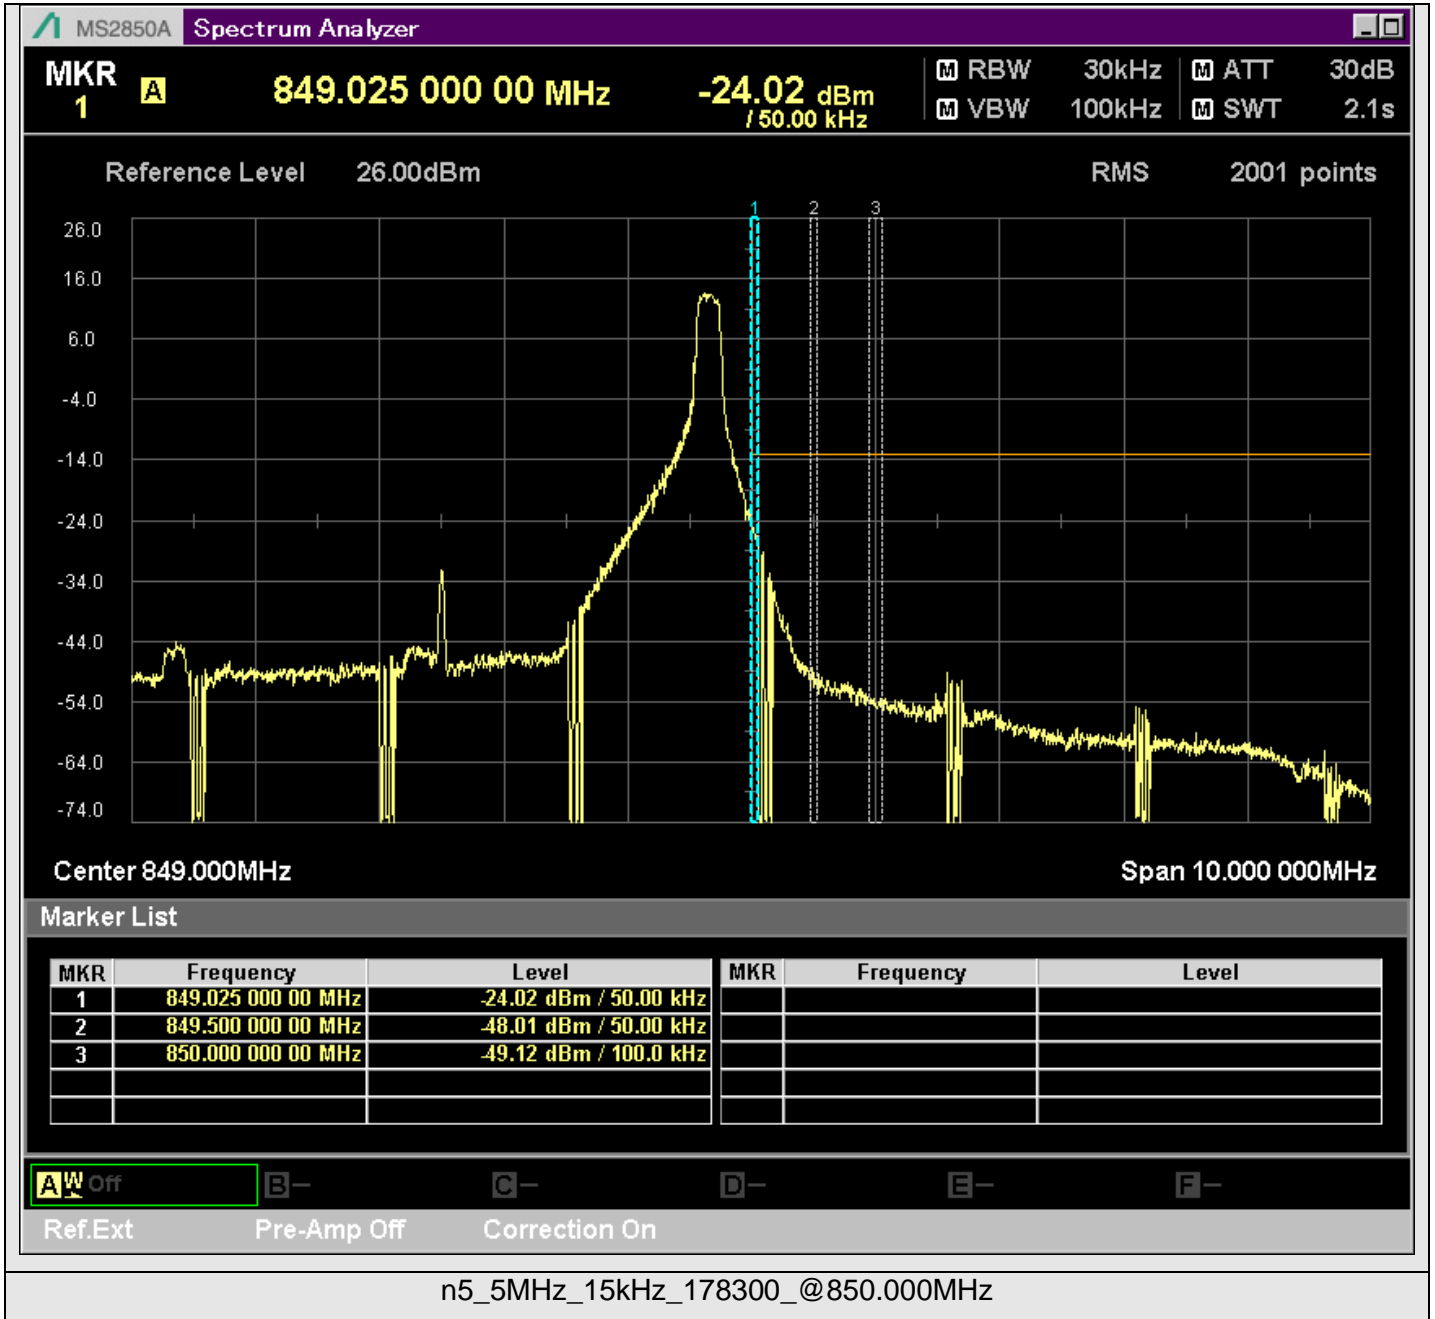 MS2850A Spectrum Analyzer
MKR 1 A 849.025 000 00 MHz -24.02 dBm / 50.00 kHz
M RBW 30kHz M ATT 30dB
M VBW 100kHz M SWT 2.1s
Reference Level 26.00dBm RMS 2001 points
1 2 3
26.0
16.0
6.0
-4.0
-14.0
-24.0
-34.0
-44.0
-54.0
-64.0
-74.0
Center 849.000MHz Span 10.000 000MHz
Marker List
MKR Frequency Level MKR Frequency Level
1 849.025 000 00 MHz -24.02 dBm / 50.00 kHz
2 849.500 000 00 MHz -48.01 dBm / 50.00 kHz
3 850.000 000 00 MHz -49.12 dBm / 100.0 kHz
A W Off B — C — D — E — F —
Ref.Ext Pre-Amp Off Correction On
n5_5MHz_15kHz_178300_@850.000MHz